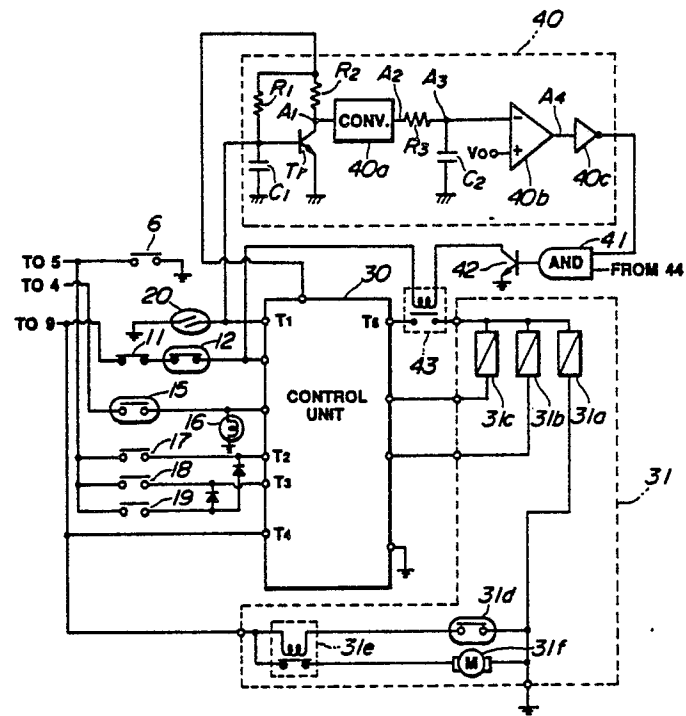 40
R1
R2
A1
A2
A3
A4
CONV.
R3
40a
Tr
C1
C2
Vo
40b
40c
6
TO 5
TO 4
TO 9
20
30
42
41
AND
FROM 44
T1
T5
11
12
43
15
16
CONTROL
UNIT
31c
31b
31a
17
T2
18
T3
19
T4
31
31d
31e
M
31f